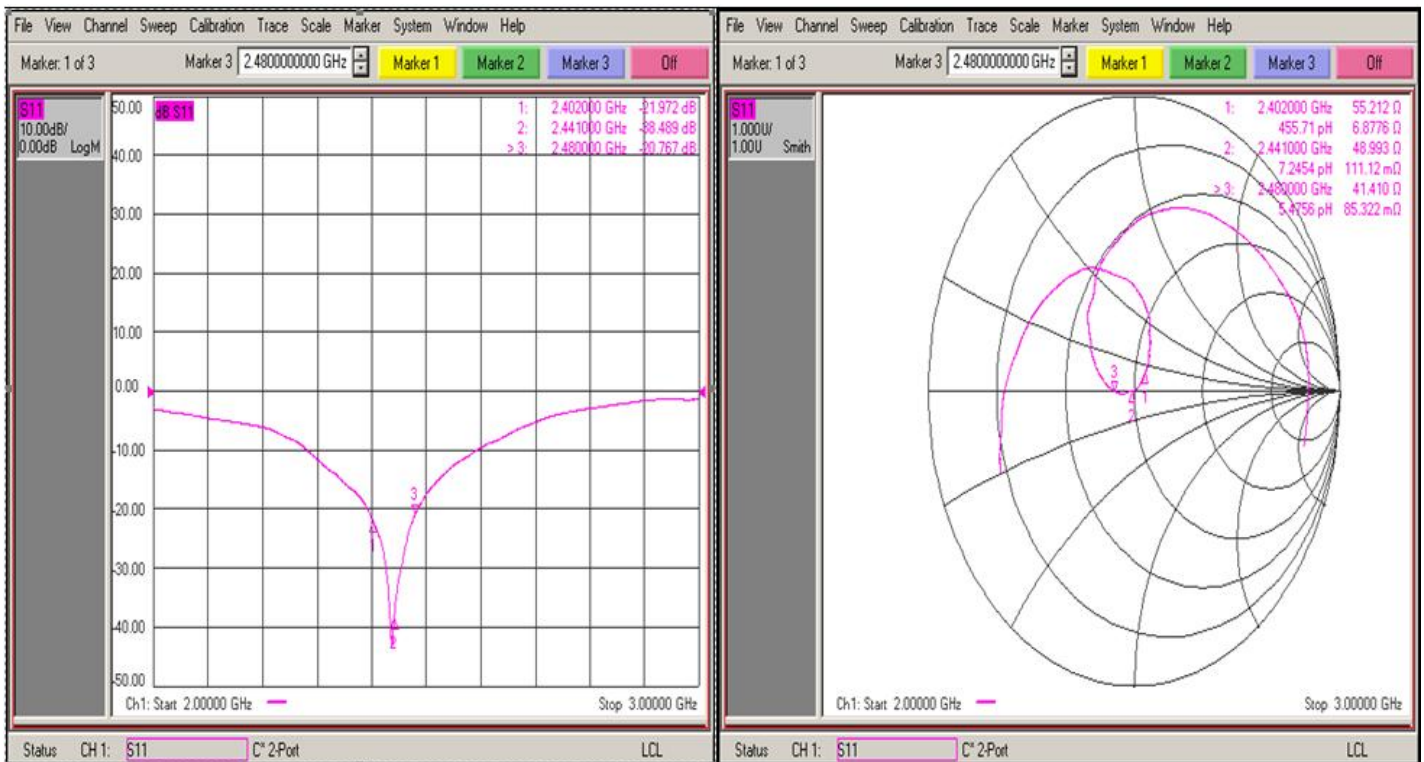 File View Channel Sweep Calibration Trace Scale Marker System Window Help
Marker: 1 of 3 Marker 3 2.4800000000 GHz Marker 1 Marker 2 Marker 3 Off
S11
10.00dB/
0.00dB LogM
50.00 dB S11
1: 2.402000 GHz -21.972 dB
2: 2.441000 GHz -38.489 dB
> 3: 2.480000 GHz -20.767 dB
40.00
30.00
20.00
10.00
0.00
-10.00
3
-20.00
1
-30.00
-40.00
2
-50.00
Ch1: Start 2.00000 GHz Stop 3.00000 GHz
Status CH 1: S11 C* 2-Port LCL
File View Channel Sweep Calibration Trace Scale Marker System Window Help
Marker: 1 of 3 Marker 3 2.4800000000 GHz Marker 1 Marker 2 Marker 3 Off
S11
1.000U/
1.00U Smith
1: 2.402000 GHz 55.212 Ω
455.71 pH 6.8776 Ω
2: 2.441000 GHz 48.993 Ω
7.2454 pH 111.12 mΩ
> 3: 2.480000 GHz 41.410 Ω
5.4756 pH 85.322 mΩ
3
1
2
Ch1: Start 2.00000 GHz Stop 3.00000 GHz
Status CH 1: S11 C* 2-Port LCL